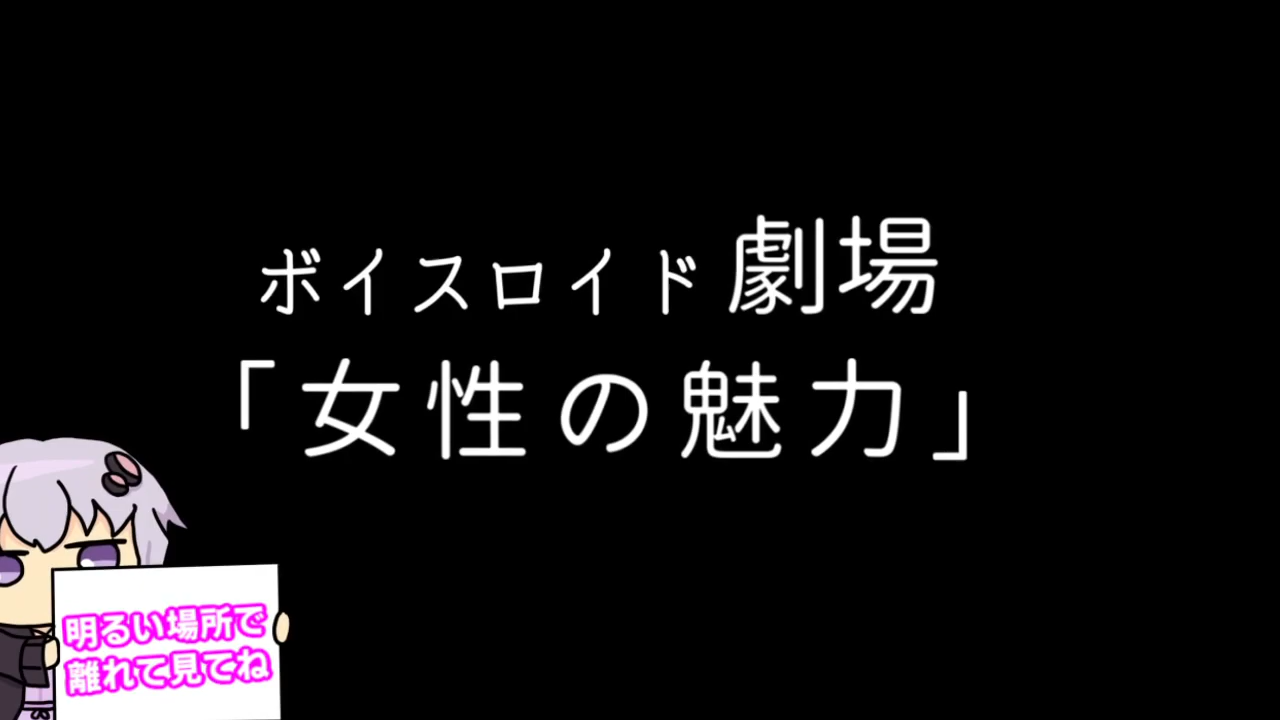 ボイスロイド劇場
「女性の魅力」
明るい場所で
離れて見てね